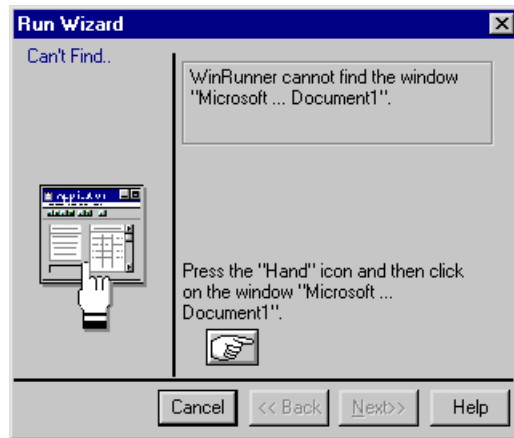 Run Wizard
Can't Find..
WinRunner cannot find the window
"Microsoft ... Document1".
Press the "Hand" icon and then click
on the window "Microsoft ...
Document1".
Cancel
<< Back
Next>>
Help